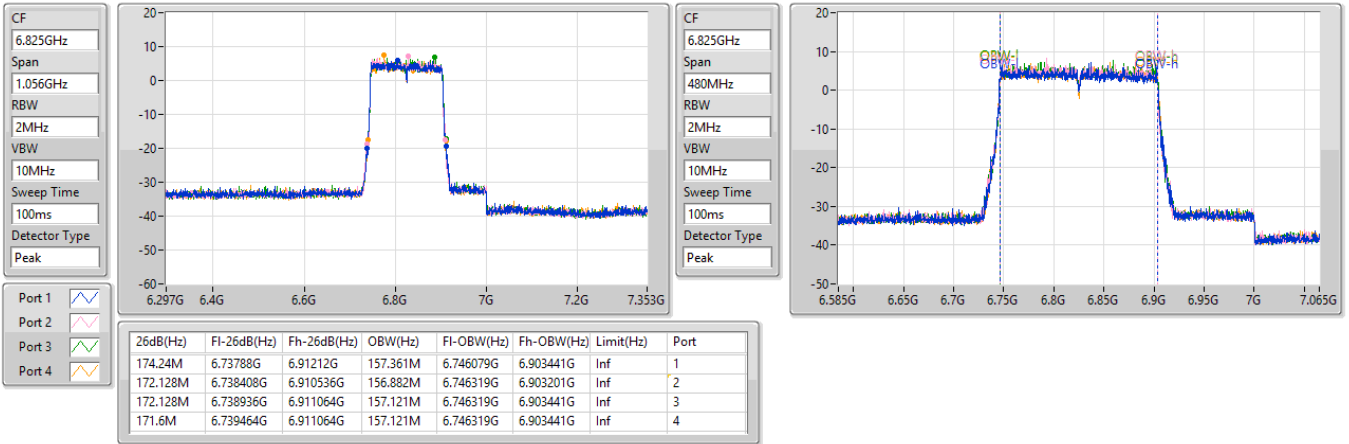 CF
6.825GHz
Span
1.056GHz
RBW
2MHz
VBW
10MHz
Sweep Time
100ms
Detector Type
Peak
20
10
0
-10
-20
-30
-40
-50
-60
6.297G 6.4G 6.6G 6.8G 7G 7.2G 7.353G
CF
6.825GHz
Span
480MHz
RBW
2MHz
VBW
10MHz
Sweep Time
100ms
Detector Type
Peak
20
10
0
-10
-20
-30
-40
-50
OBW-l OBW-h
6.585G 6.65G 6.7G 6.75G 6.8G 6.85G 6.9G 6.95G 7G 7.065G
Port 1
Port 2
Port 3
Port 4
26dB(Hz) Fl-26dB(Hz) Fh-26dB(Hz) OBW(Hz) Fl-OBW(Hz) Fh-OBW(Hz) Limit(Hz) Port
174.24M 6.73788G 6.91212G 157.361M 6.746079G 6.903441G Inf 1
172.128M 6.738408G 6.910536G 156.882M 6.746319G 6.903201G Inf 2
172.128M 6.738936G 6.911064G 157.121M 6.746319G 6.903441G Inf 3
171.6M 6.739464G 6.911064G 157.121M 6.746319G 6.903441G Inf 4